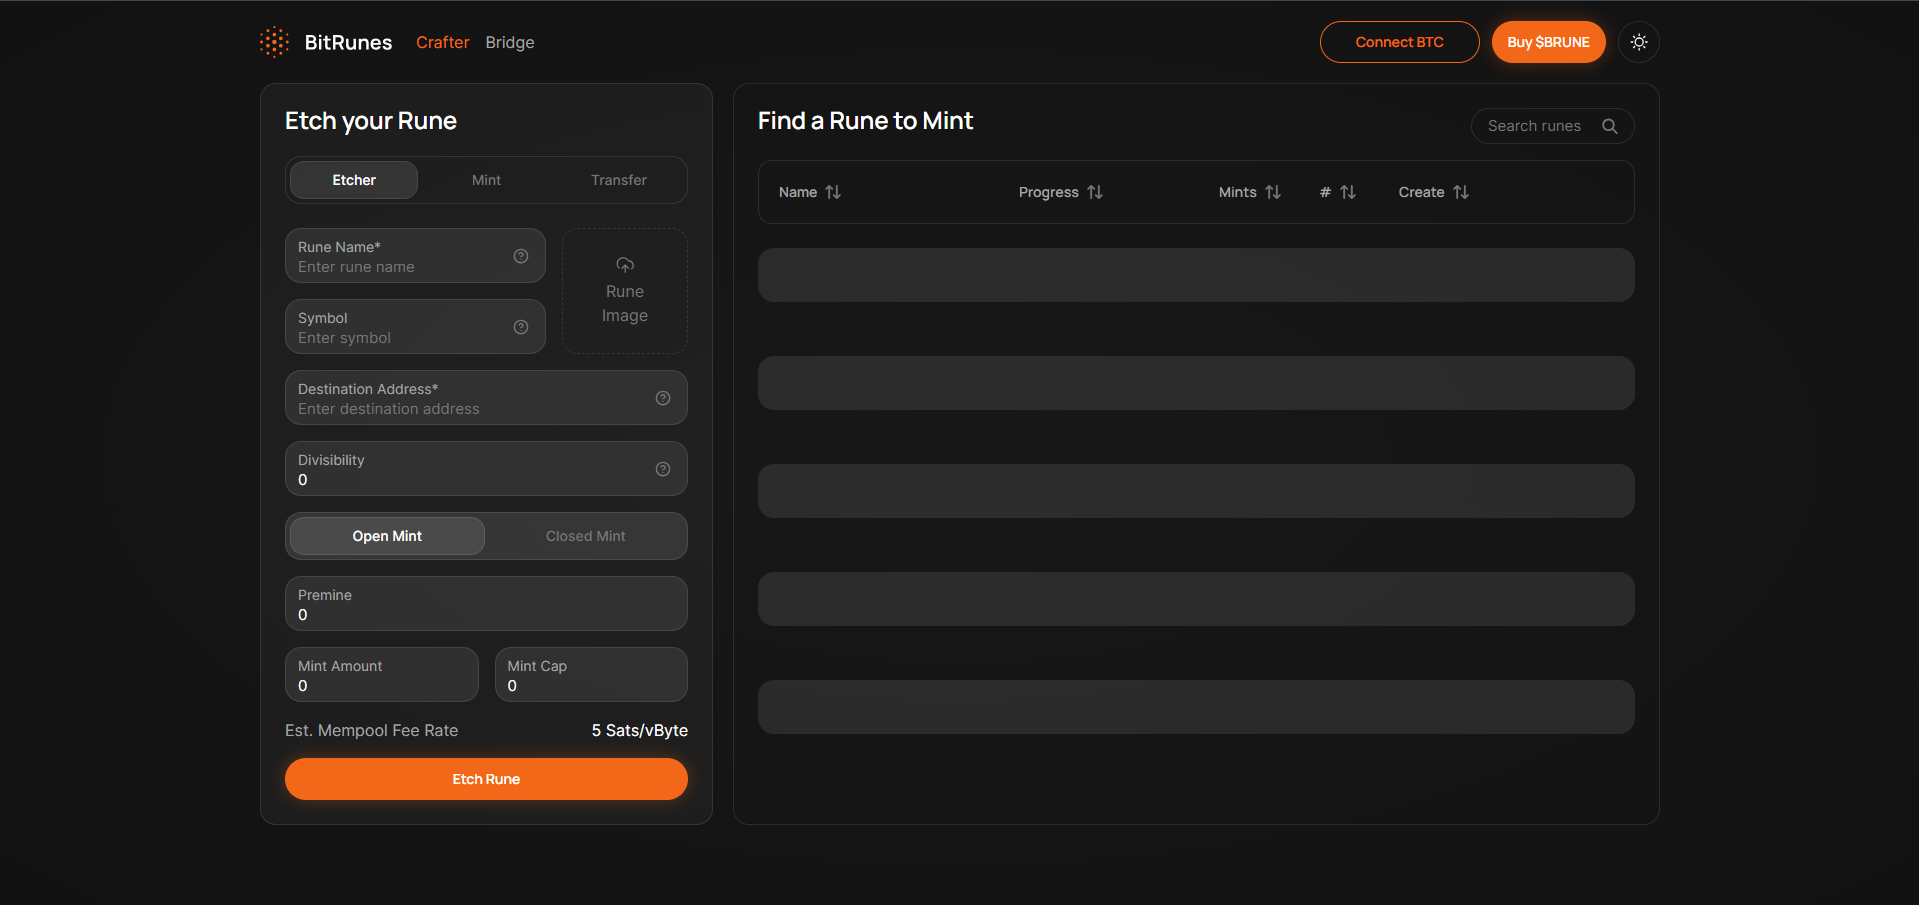 BitRunes
Crafter
Bridge
Connect BTC
Buy $BRUNE
Etch your Rune
Etcher
Mint
Transfer
Rune Name*
Enter rune name
Symbol
Enter symbol
Rune
Image
Destination Address*
Enter destination address
Divisibility
0
Open Mint
Closed Mint
Premine
0
Mint Amount
0
Mint Cap
0
Est. Mempool Fee Rate
5 Sats/vByte
Etch Rune
Find a Rune to Mint
Search runes
Name
Progress
Mints
#
Create